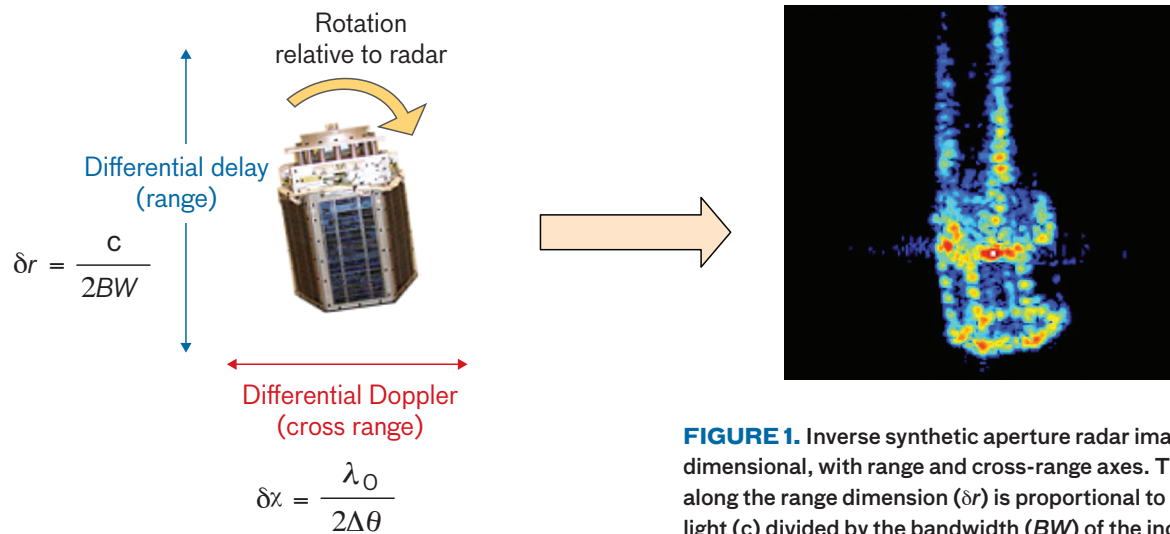 Rotation
relative to radar
Differential delay
(range)
δr = c / 2BW
Differential Doppler
(cross range)
δχ = λ₀ / 2Δθ
FIGURE 1. Inverse synthetic aperture radar ima
dimensional, with range and cross-range axes. T
along the range dimension (δr) is proportional to
light (c) divided by the bandwidth (BW) of the inc